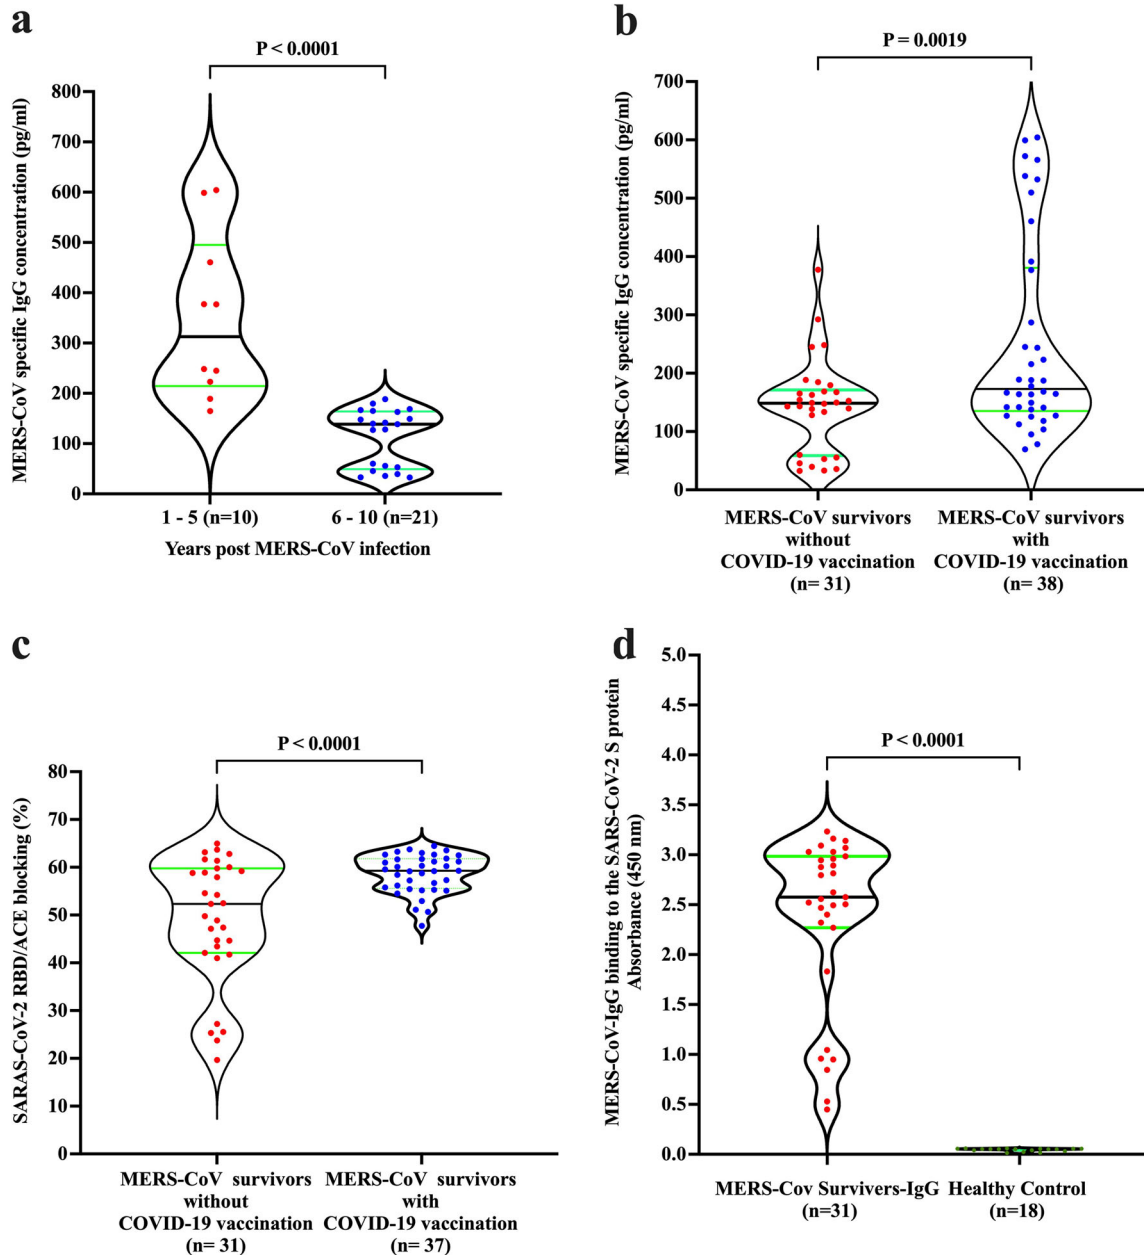 a
P < 0.0001
MERS-CoV specific IgG concentration (pg/ml)
800
700
600
500
400
300
200
100
0
1 - 5 (n=10)
6 - 10 (n=21)
Years post MERS-CoV infection
b
P = 0.0019
MERS-CoV specific IgG concentration (pg/ml)
700
600
500
400
300
200
100
0
MERS-CoV survivors
without
COVID-19 vaccination
(n= 31)
MERS-CoV survivors
with
COVID-19 vaccination
(n= 38)
c
P < 0.0001
SARAS-CoV-2 RBD/ACE blocking (%)
80
70
60
50
40
30
20
10
0
MERS-CoV survivors
without
COVID-19 vaccination
(n= 31)
MERS-CoV survivors
with
COVID-19 vaccination
(n= 37)
d
P < 0.0001
MERS-CoV-IgG binding to the SARS-CoV-2 S protein
Absorbance (450 nm)
5.0
4.5
4.0
3.5
3.0
2.5
2.0
1.5
1.0
0.5
0.0
MERS-Cov Survivers-IgG
(n=31)
Healthy Control
(n=18)